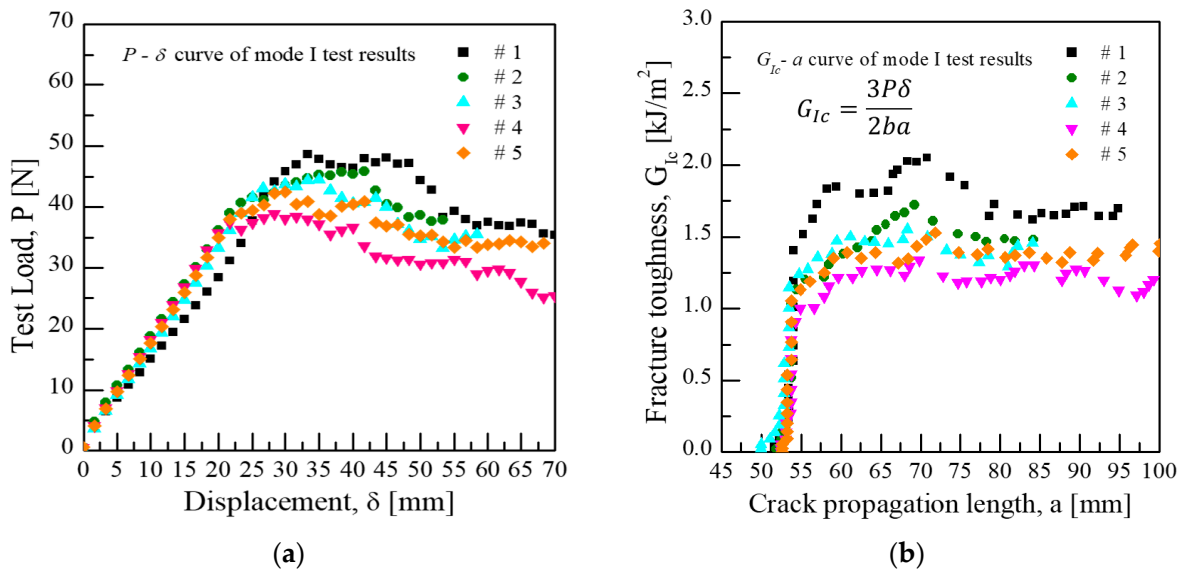 P - δ curve of mode I test results
# 1
# 2
# 3
# 4
# 5
Test Load, P [N]
70
60
50
40
30
20
10
0
0 5 10 15 20 25 30 35 40 45 50 55 60 65 70
Displacement, δ [mm]
(a)
G_Ic - a curve of mode I test results
G_Ic = 3Pδ / 2ba
# 1
# 2
# 3
# 4
# 5
Fracture toughness, G_Ic [kJ/m²]
3.0
2.5
2.0
1.5
1.0
0.5
0.0
45 50 55 60 65 70 75 80 85 90 95 100
Crack propagation length, a [mm]
(b)